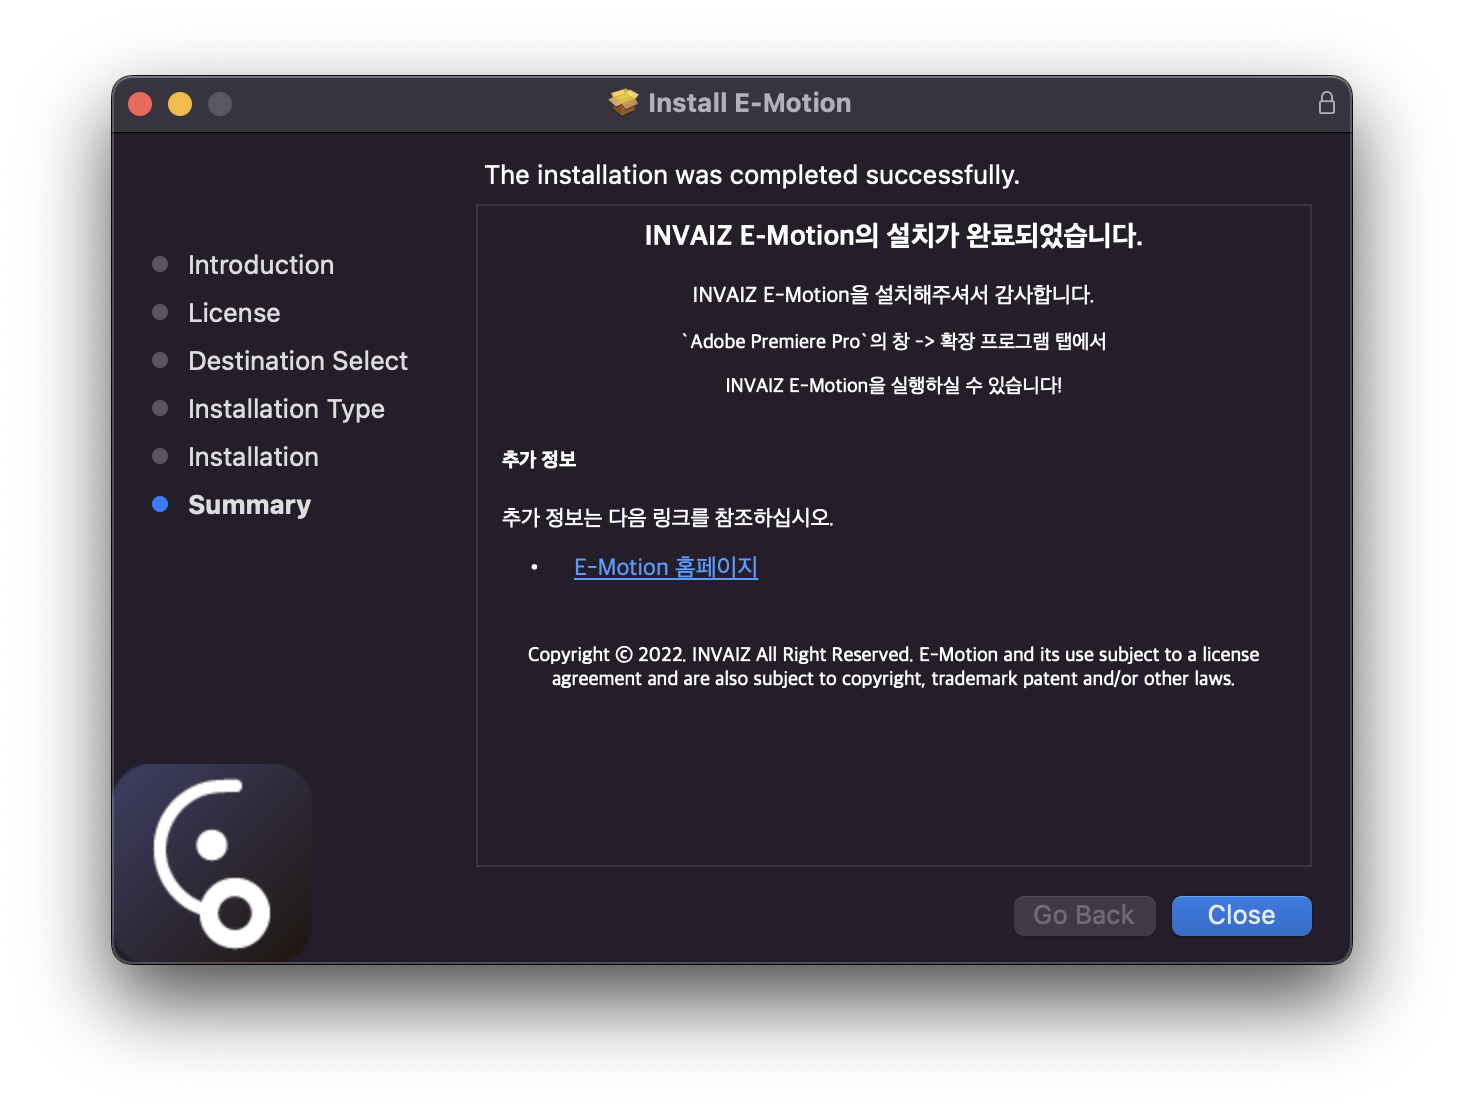 Install E-Motion
The installation was completed successfully.
Introduction
License
Destination Select
Installation Type
Installation
Summary
INVAIZ E-Motion의 설치가 완료되었습니다.
INVAIZ E-Motion을 설치해주셔서 감사합니다.
`Adobe Premiere Pro`의 창 -> 확장 프로그램 탭에서
INVAIZ E-Motion을 실행하실 수 있습니다!
추가 정보
추가 정보는 다음 링크를 참조하십시오.
• E-Motion 홈페이지
Copyright © 2022. INVAIZ All Right Reserved. E-Motion and its use subject to a license
agreement and are also subject to copyright, trademark patent and/or other laws.
Go Back
Close